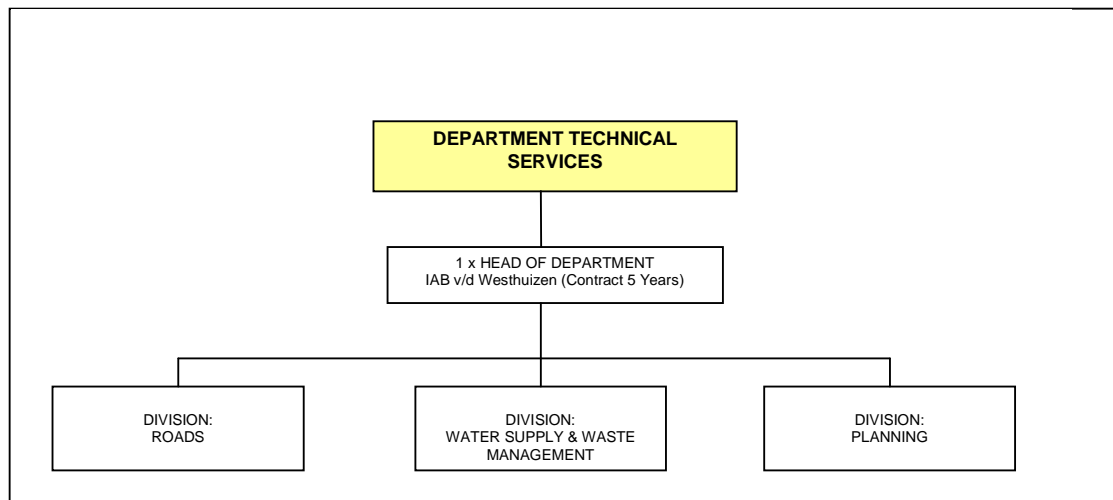 DEPARTMENT TECHNICAL
SERVICES
1 x HEAD OF DEPARTMENT
IAB v/d Westhuizen (Contract 5 Years)
DIVISION:
ROADS
DIVISION:
WATER SUPPLY & WASTE
MANAGEMENT
DIVISION:
PLANNING